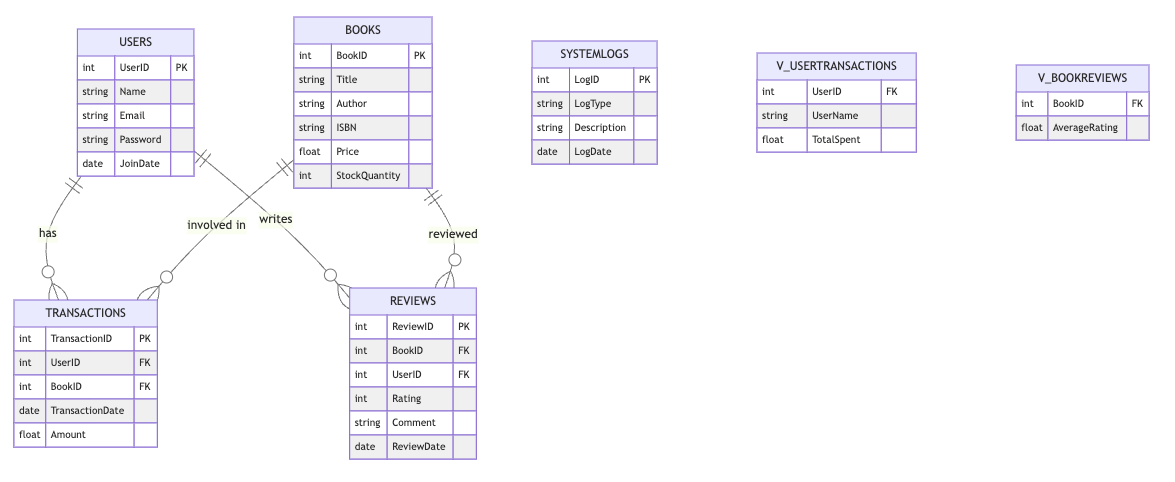 USERS
int UserID PK
string Name
string Email
string Password
date JoinDate
BOOKS
int BookID PK
string Title
string Author
string ISBN
float Price
int StockQuantity
SYSTEMLOGS
int LogID PK
string LogType
string Description
date LogDate
V_USERTRANSACTIONS
int UserID FK
string UserName
float TotalSpent
V_BOOKREVIEWS
int BookID FK
float AverageRating
has
involved in
writes
reviewed
TRANSACTIONS
int TransactionID PK
int UserID FK
int BookID FK
date TransactionDate
float Amount
REVIEWS
int ReviewID PK
int BookID FK
int UserID FK
int Rating
string Comment
date ReviewDate